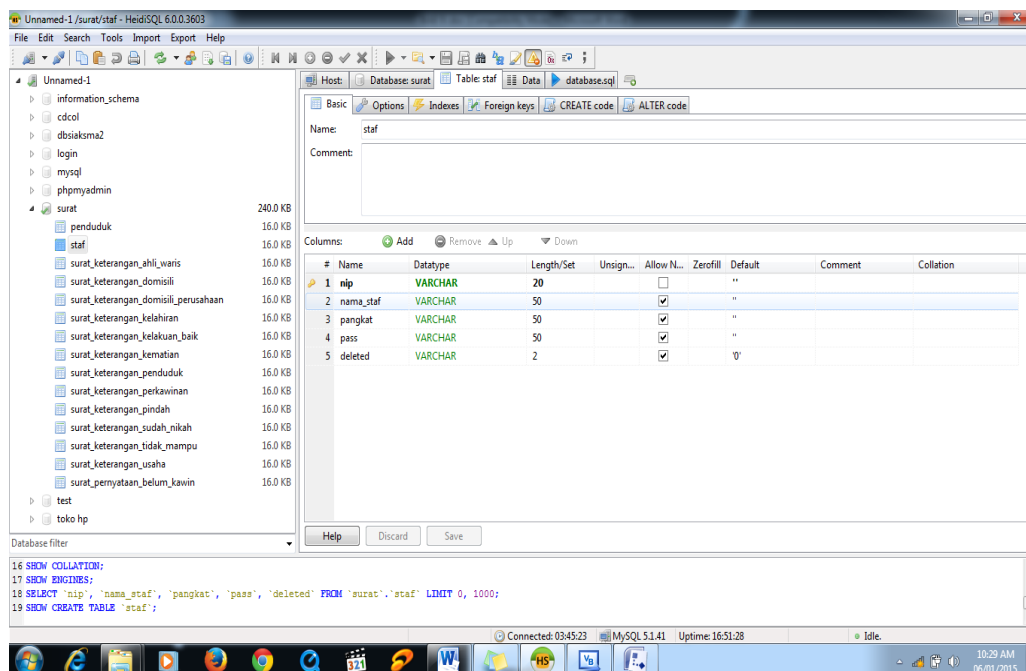 Unnamed-1 /surat/staf - HeidiSQL 6.0.0.3603
File Edit Search Tools Import Export Help
Unnamed-1
information_schema
cdcol
dbsiaksma2
login
mysql
phpmyadmin
surat 240.0 KB
penduduk 16.0 KB
staf 16.0 KB
surat_keterangan_ahli_waris 16.0 KB
surat_keterangan_domisili 16.0 KB
surat_keterangan_domisili_perusahaan 16.0 KB
surat_keterangan_kelahiran 16.0 KB
surat_keterangan_kelakuan_baik 16.0 KB
surat_keterangan_kematian 16.0 KB
surat_keterangan_penduduk 16.0 KB
surat_keterangan_perkawinan 16.0 KB
surat_keterangan_pindah 16.0 KB
surat_keterangan_sudah_nikah 16.0 KB
surat_keterangan_tidak_mampu 16.0 KB
surat_keterangan_usaha 16.0 KB
surat_pernyataan_belum_kawin 16.0 KB
test
toko hp
Database filter
Host: Database: surat Table: staf Data database.sql
Basic Options Indexes Foreign keys CREATE code ALTER code
Name: staf
Comment:
Columns: Add Remove Up Down
# Name Datatype Length/Set Unsign... Allow N... Zerofill Default Comment Collation
1 nip VARCHAR 20 ''
2 nama_staf VARCHAR 50 ''
3 pangkat VARCHAR 50 ''
4 pass VARCHAR 50 ''
5 deleted VARCHAR 2 '0'
Help Discard Save
16 SHOW COLLATION;
17 SHOW ENGINES;
18 SELECT `nip`, `nama_staf`, `pangkat`, `pass`, `deleted` FROM `surat`.`staf` LIMIT 0, 1000;
19 SHOW CREATE TABLE `staf`;
Connected: 03:45:23 MySQL 5.1.41 Uptime: 16:51:28 Idle.
321
W
HS
VB
10:29 AM
06/01/2015